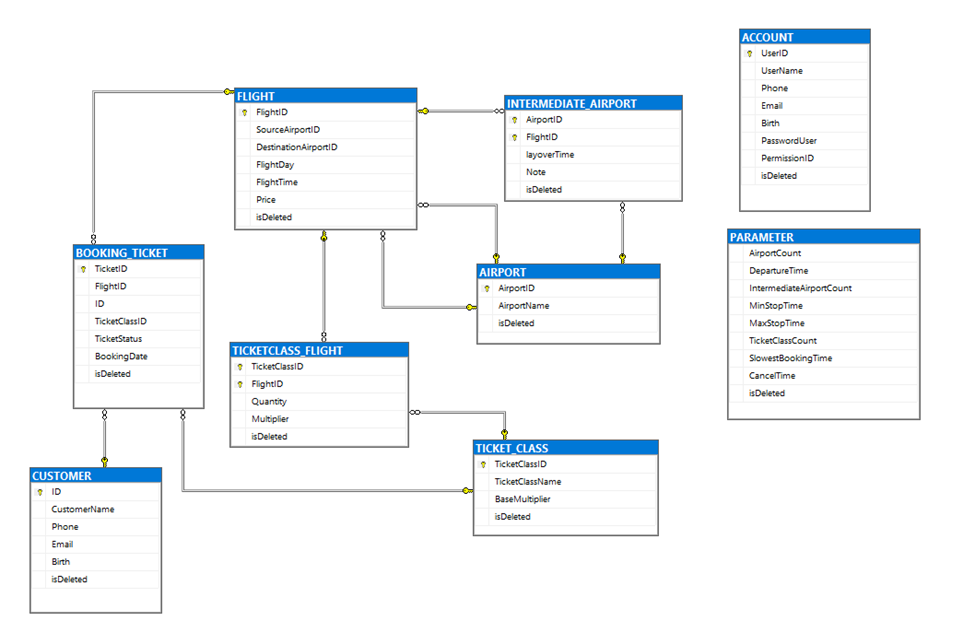 ACCOUNT
UserID
UserName
Phone
Email
Birth
PasswordUser
PermissionID
isDeleted
FLIGHT
FlightID
SourceAirportID
DestinationAirportID
FlightDay
FlightTime
Price
isDeleted
INTERMEDIATE_AIRPORT
AirportID
FlightID
layoverTime
Note
isDeleted
PARAMETER
AirportCount
DepartureTime
IntermediateAirportCount
MinStopTime
MaxStopTime
TicketClassCount
SlowestBookingTime
CancelTime
isDeleted
BOOKING_TICKET
TicketID
FlightID
ID
TicketClassID
TicketStatus
BookingDate
isDeleted
AIRPORT
AirportID
AirportName
isDeleted
TICKETCLASS_FLIGHT
TicketClassID
FlightID
Quantity
Multiplier
isDeleted
TICKET_CLASS
TicketClassID
TicketClassName
BaseMultiplier
isDeleted
CUSTOMER
ID
CustomerName
Phone
Email
Birth
isDeleted